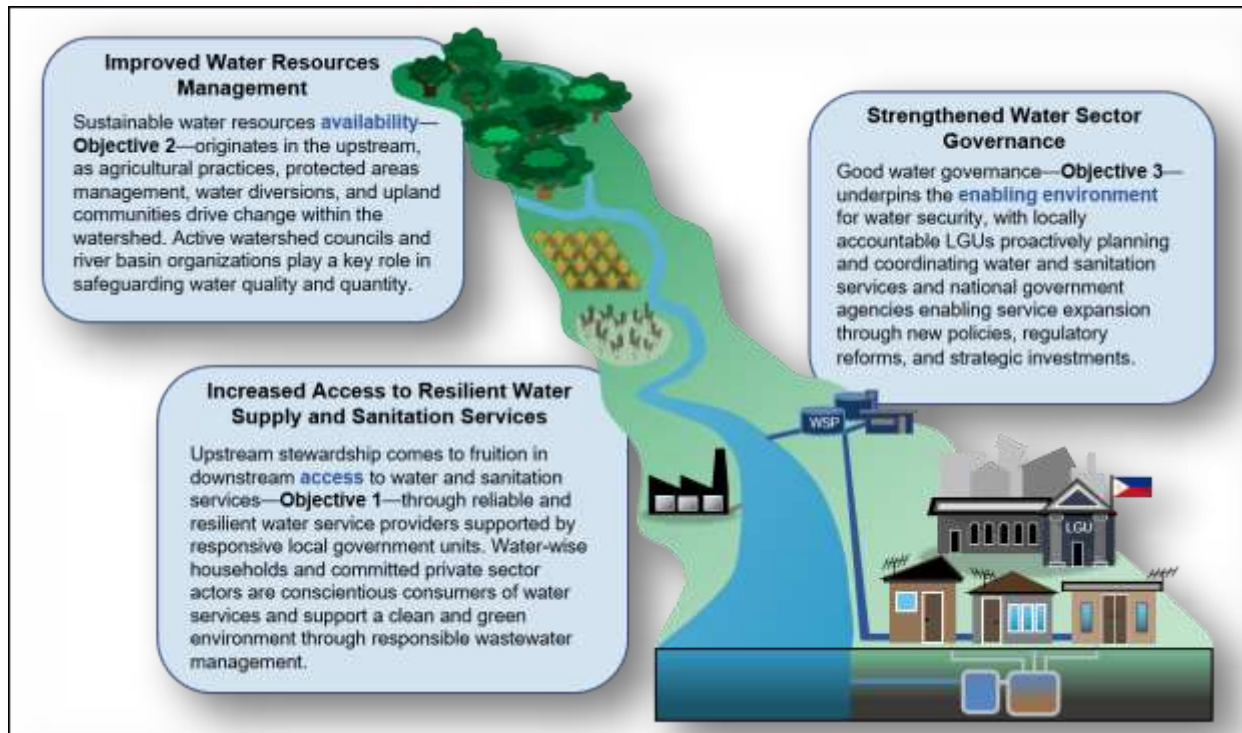 Improved Water Resources
Management
Sustainable water resources availability—
Objective 2—originates in the upstream,
as agricultural practices, protected areas
management, water diversions, and upland
communities drive change within the
watershed. Active watershed councils and
river basin organizations play a key role in
safeguarding water quality and quantity.
Strengthened Water Sector
Governance
Good water governance—Objective 3—
underpins the enabling environment
for water security, with locally
accountable LGUs proactively planning
and coordinating water and sanitation
services and national government
agencies enabling service expansion
through new policies, regulatory
reforms, and strategic investments.
Increased Access to Resilient Water
Supply and Sanitation Services
Upstream stewardship comes to fruition in
downstream access to water and sanitation
services—Objective 1—through reliable and
resilient water service providers supported by
responsive local government units. Water-wise
households and committed private sector
actors are conscientious consumers of water
services and support a clean and green
environment through responsible wastewater
management.
WSP
LGU